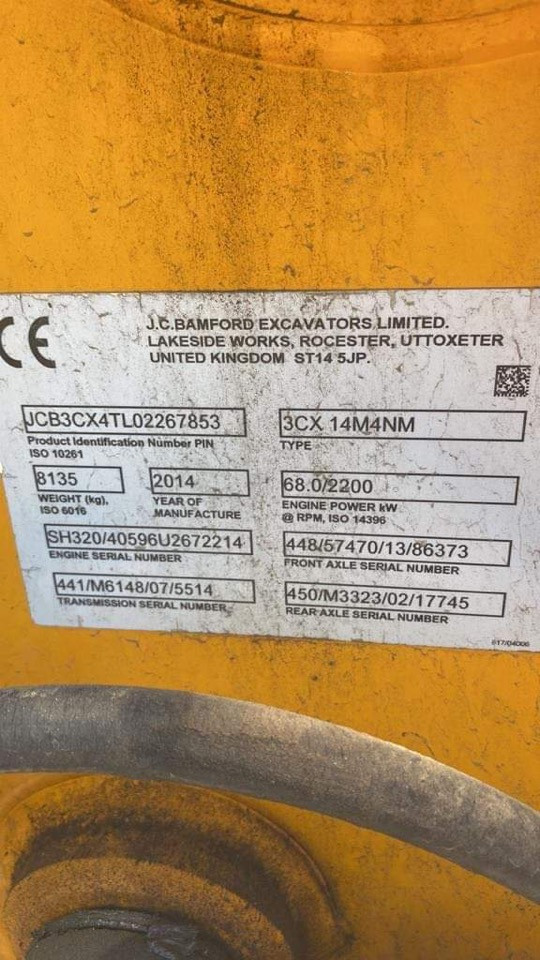 CE
J.C.BAMFORD EXCAVATORS LIMITED.
LAKESIDE WORKS, ROCESTER, UTTOXETER
UNITED KINGDOM ST14 5JP.
JCB3CX4TL02267853
Product Identification Number PIN
ISO 10261
3CX 14M4NM
TYPE
8135
WEIGHT (kg),
ISO 6016
2014
YEAR OF
MANUFACTURE
68.0/2200
ENGINE POWER kW
@ RPM, ISO 14396
SH320/40596U2672214
ENGINE SERIAL NUMBER
448/57470/13/86373
FRONT AXLE SERIAL NUMBER
441/M6148/07/5514
TRANSMISSION SERIAL NUMBER
450/M3323/02/17745
REAR AXLE SERIAL NUMBER